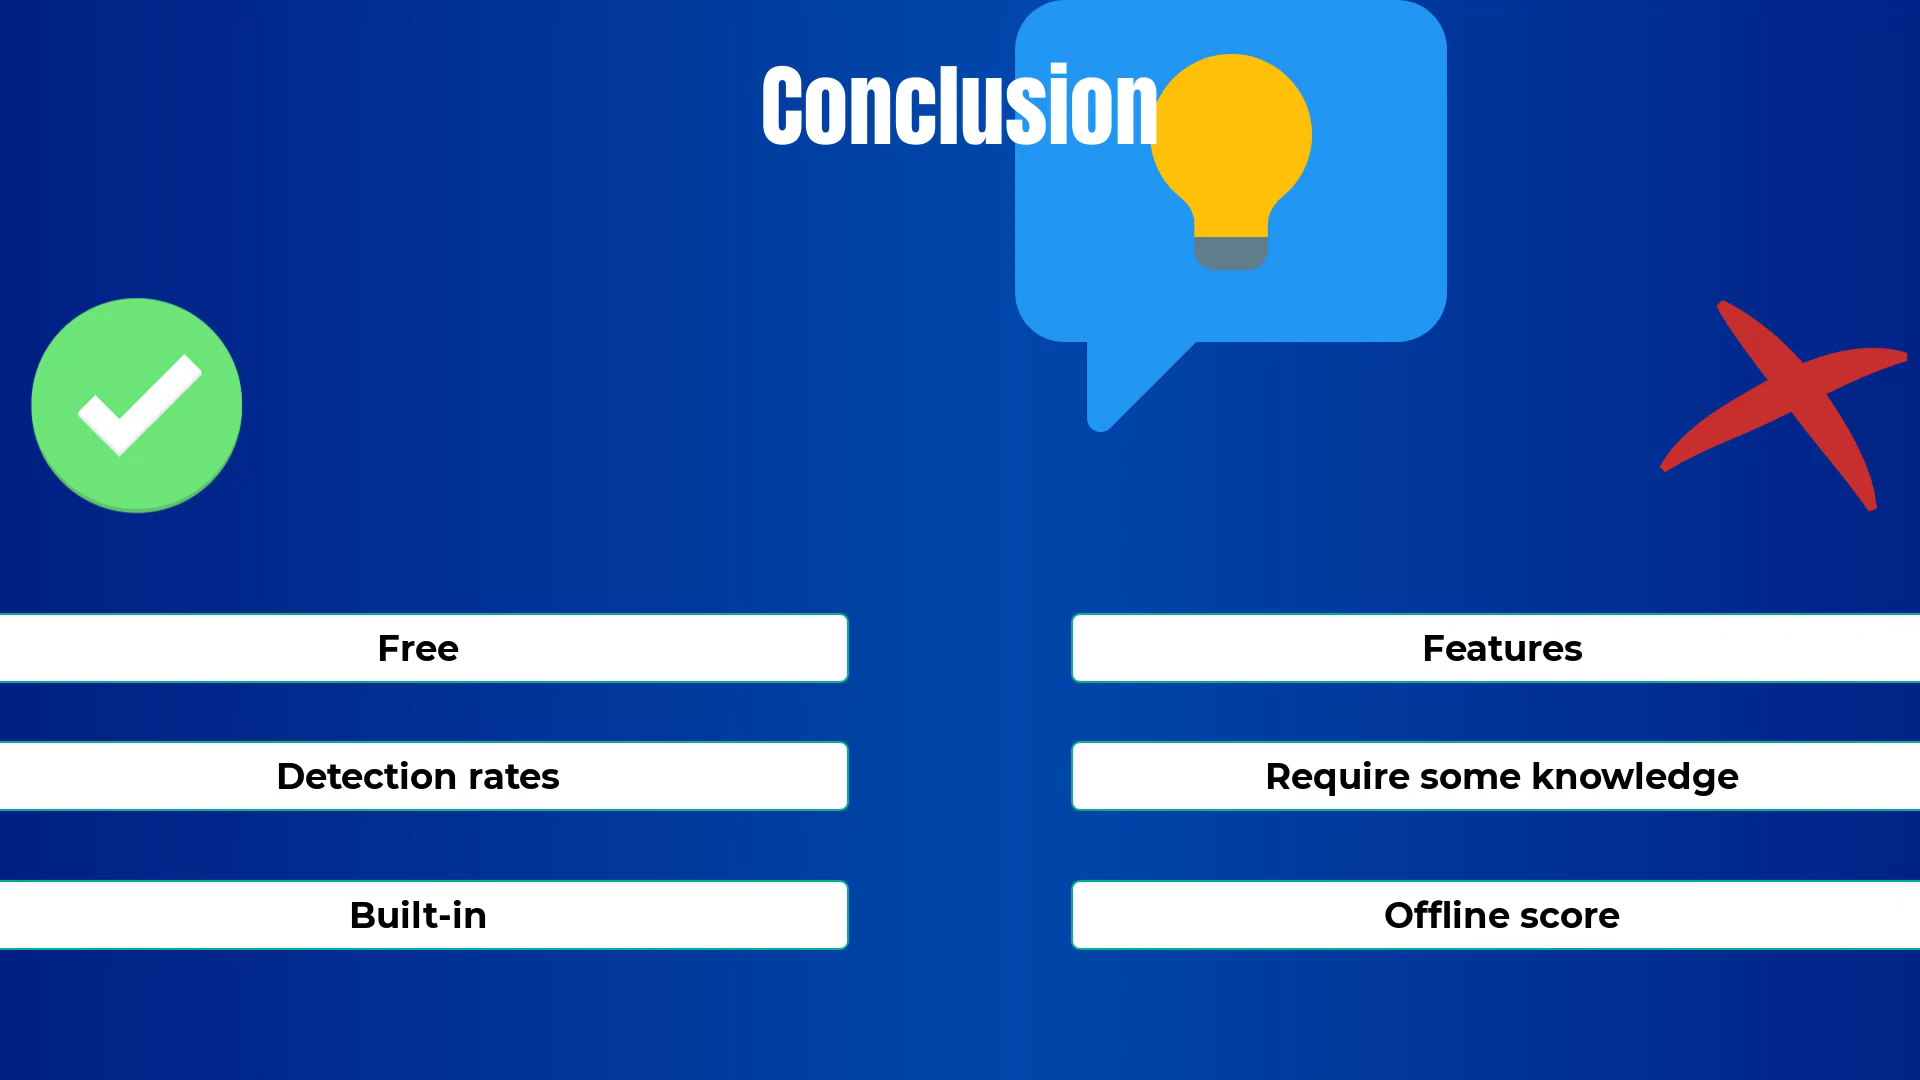 Conclusion
Free
Detection rates
Built-in
Features
Require some knowledge
Offline score